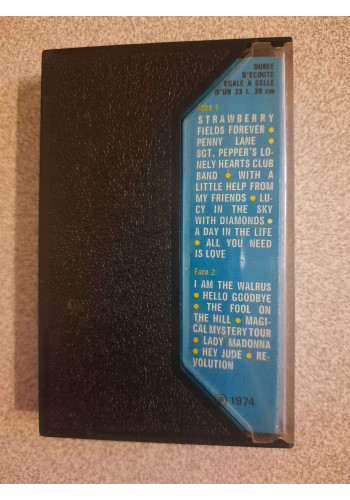 DUREE
D'ECOUTE
EGALE A CELLE
D'UN 33 t. 30 cm
Face 1
STRAWBERRY
FIELDS FOREVER •
PENNY LANE •
SGT. PEPPER'S LO-
NELY HEARTS CLUB
BAND • WITH A
LITTLE HELP FROM
MY FRIENDS • LU-
CY IN THE SKY
WITH DIAMONDS •
A DAY IN THE LIFE
• ALL YOU NEED
IS LOVE
Face 2
I AM THE WALRUS
• HELLO GOODBYE
• THE FOOL ON
THE HILL • MAGI-
CAL MYSTERY TOUR
• LADY MADONNA
• HEY JUDE • RE-
VOLUTION
℗ 1974